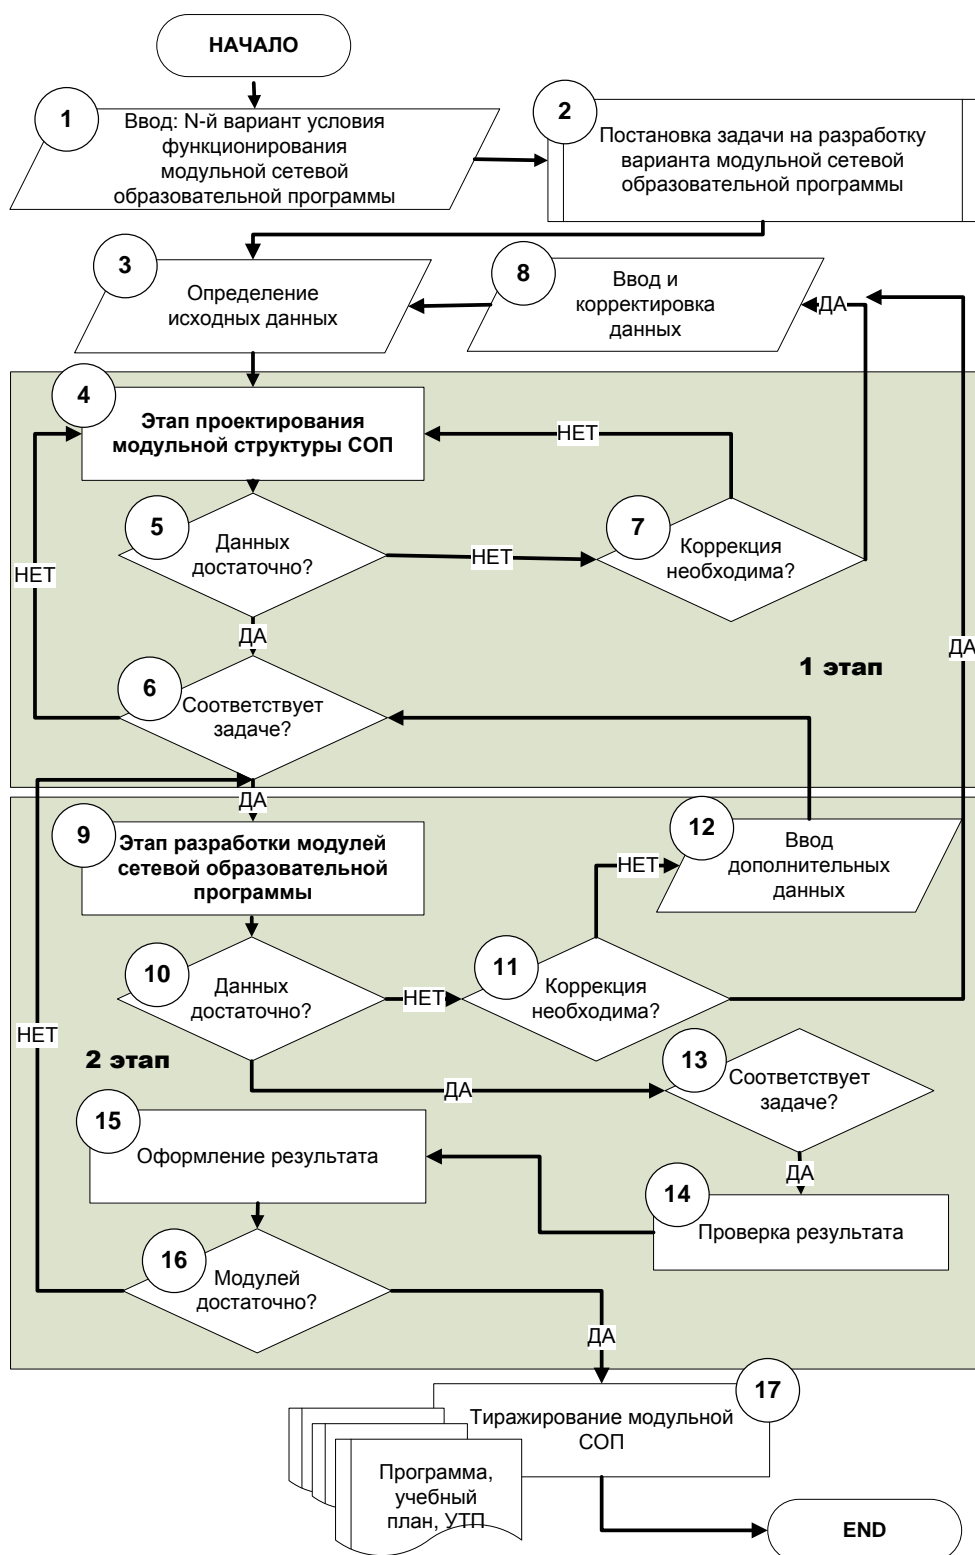 НАЧАЛО
1
Ввод: N-й вариант условия
функционирования
модульной сетевой
образовательной программы
2
Постановка задачи на разработку
варианта модульной сетевой
образовательной программы
3
Определение
исходных данных
8
Ввод и
корректировка
данных
ДА
4
Этап проектирования
модульной структуры СОП
НЕТ
5
Данных
достаточно?
НЕТ
7
Коррекция
необходима?
НЕТ
ДА
ДА
1 этап
6
Соответствует
задаче?
ДА
9
Этап разработки модулей
сетевой образовательной
программы
12
Ввод
дополнительных
данных
НЕТ
10
Данных
достаточно?
НЕТ
11
Коррекция
необходима?
НЕТ
2 этап
ДА
13
Соответствует
задаче?
ДА
15
Оформление результата
14
Проверка результата
16
Модулей
достаточно?
ДА
17
Тиражирование модульной
СОП
Программа,
учебный
план, УТП
END